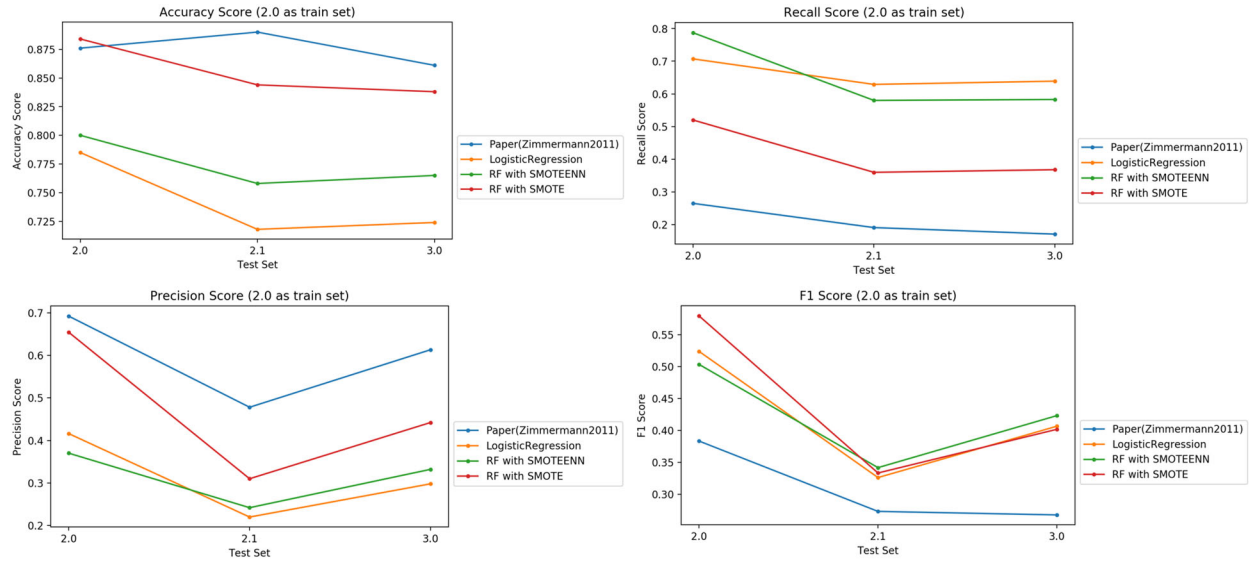 Accuracy Score (2.0 as train set)
0.875
0.850
0.825
0.800
0.775
0.750
0.725
Accuracy Score
2.0
2.1
3.0
Test Set
Paper(Zimmermann2011)
LogisticRegression
RF with SMOTEENN
RF with SMOTE
Recall Score (2.0 as train set)
0.8
0.7
0.6
0.5
0.4
0.3
0.2
Recall Score
2.0
2.1
3.0
Test Set
Paper(Zimmermann2011)
LogisticRegression
RF with SMOTEENN
RF with SMOTE
Precision Score (2.0 as train set)
0.7
0.6
0.5
0.4
0.3
0.2
Precision Score
2.0
2.1
3.0
Test Set
Paper(Zimmermann2011)
LogisticRegression
RF with SMOTEENN
RF with SMOTE
F1 Score (2.0 as train set)
0.55
0.50
0.45
0.40
0.35
0.30
F1 Score
2.0
2.1
3.0
Test Set
Paper(Zimmermann2011)
LogisticRegression
RF with SMOTEENN
RF with SMOTE